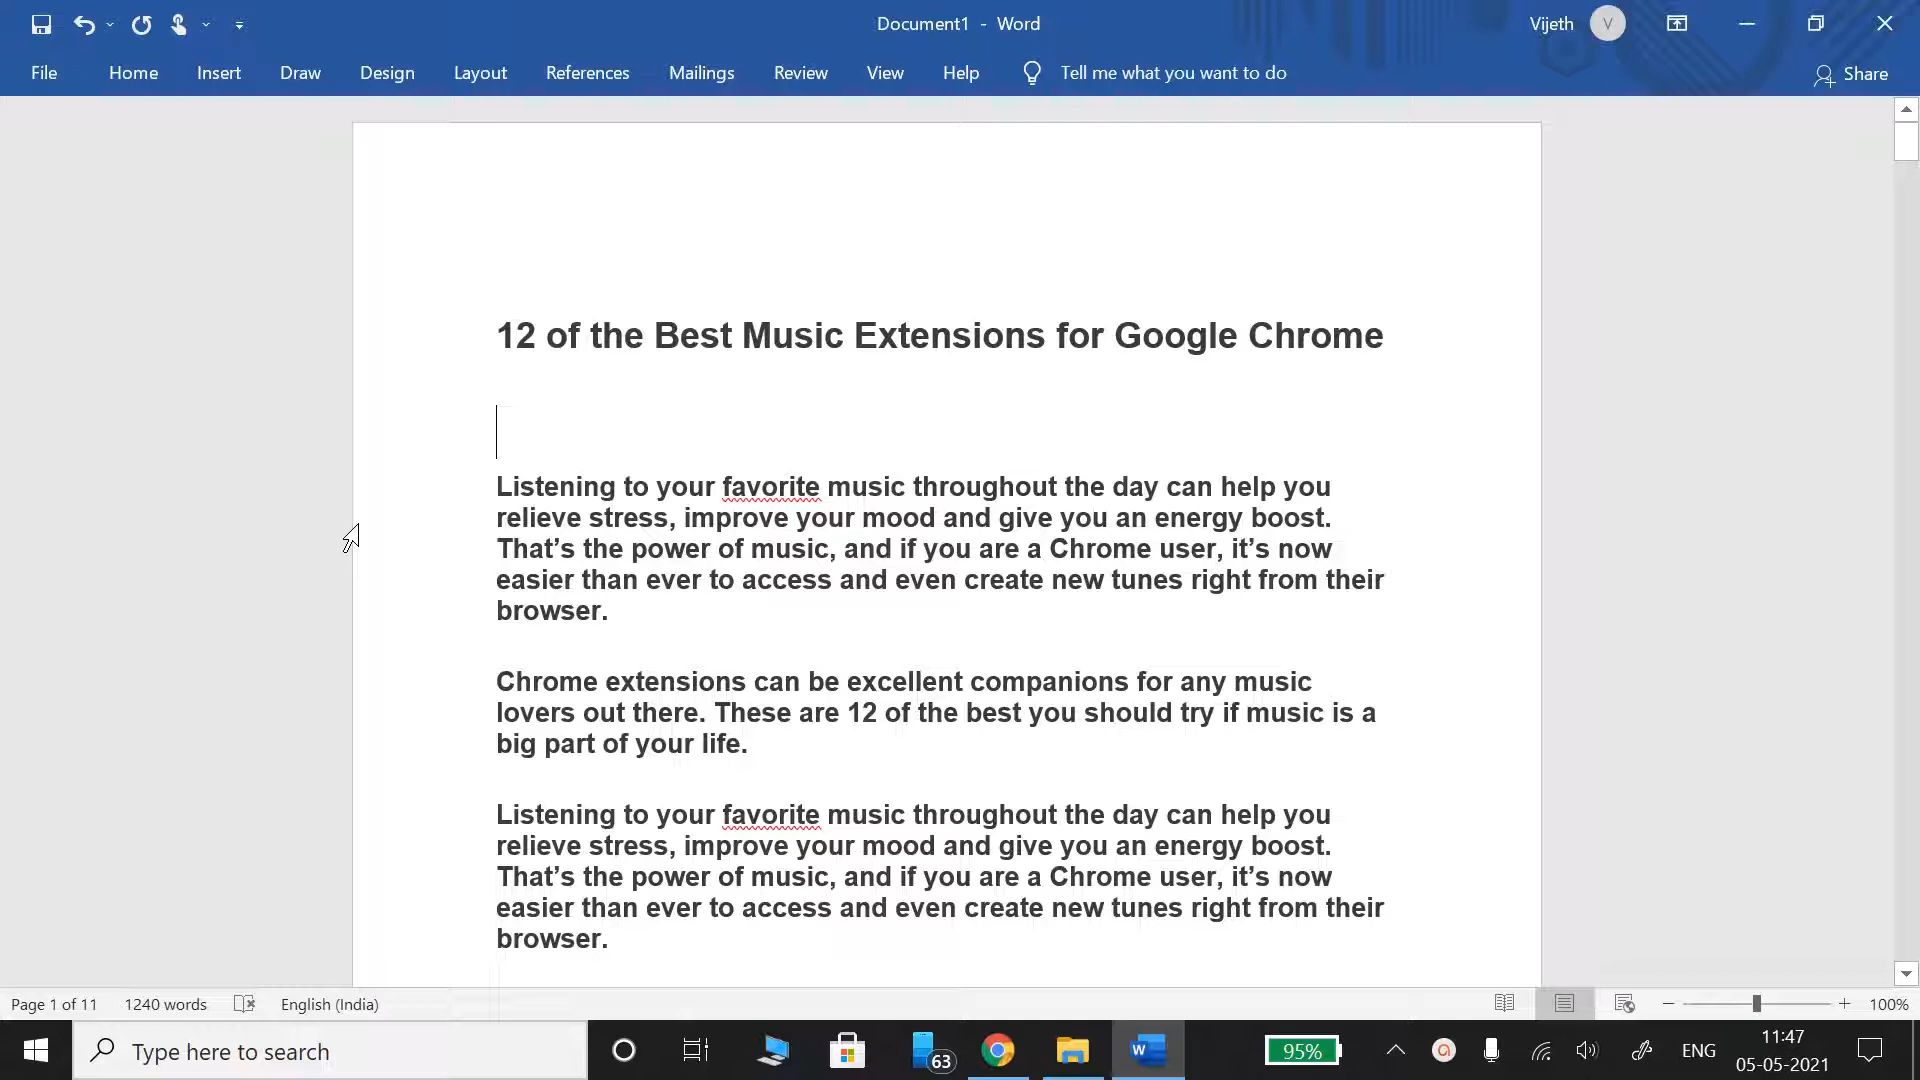 Document1 - Word
Vijeth
V
File Home Insert Draw Design Layout References Mailings Review View Help Tell me what you want to do Share
12 of the Best Music Extensions for Google Chrome
Listening to your favorite music throughout the day can help you
relieve stress, improve your mood and give you an energy boost.
That’s the power of music, and if you are a Chrome user, it’s now
easier than ever to access and even create new tunes right from their
browser.
Chrome extensions can be excellent companions for any music
lovers out there. These are 12 of the best you should try if music is a
big part of your life.
Listening to your favorite music throughout the day can help you
relieve stress, improve your mood and give you an energy boost.
That’s the power of music, and if you are a Chrome user, it’s now
easier than ever to access and even create new tunes right from their
browser.
Page 1 of 11 1240 words English (India) 100%
Type here to search
63
W
95%
ENG
11:47
05-05-2021